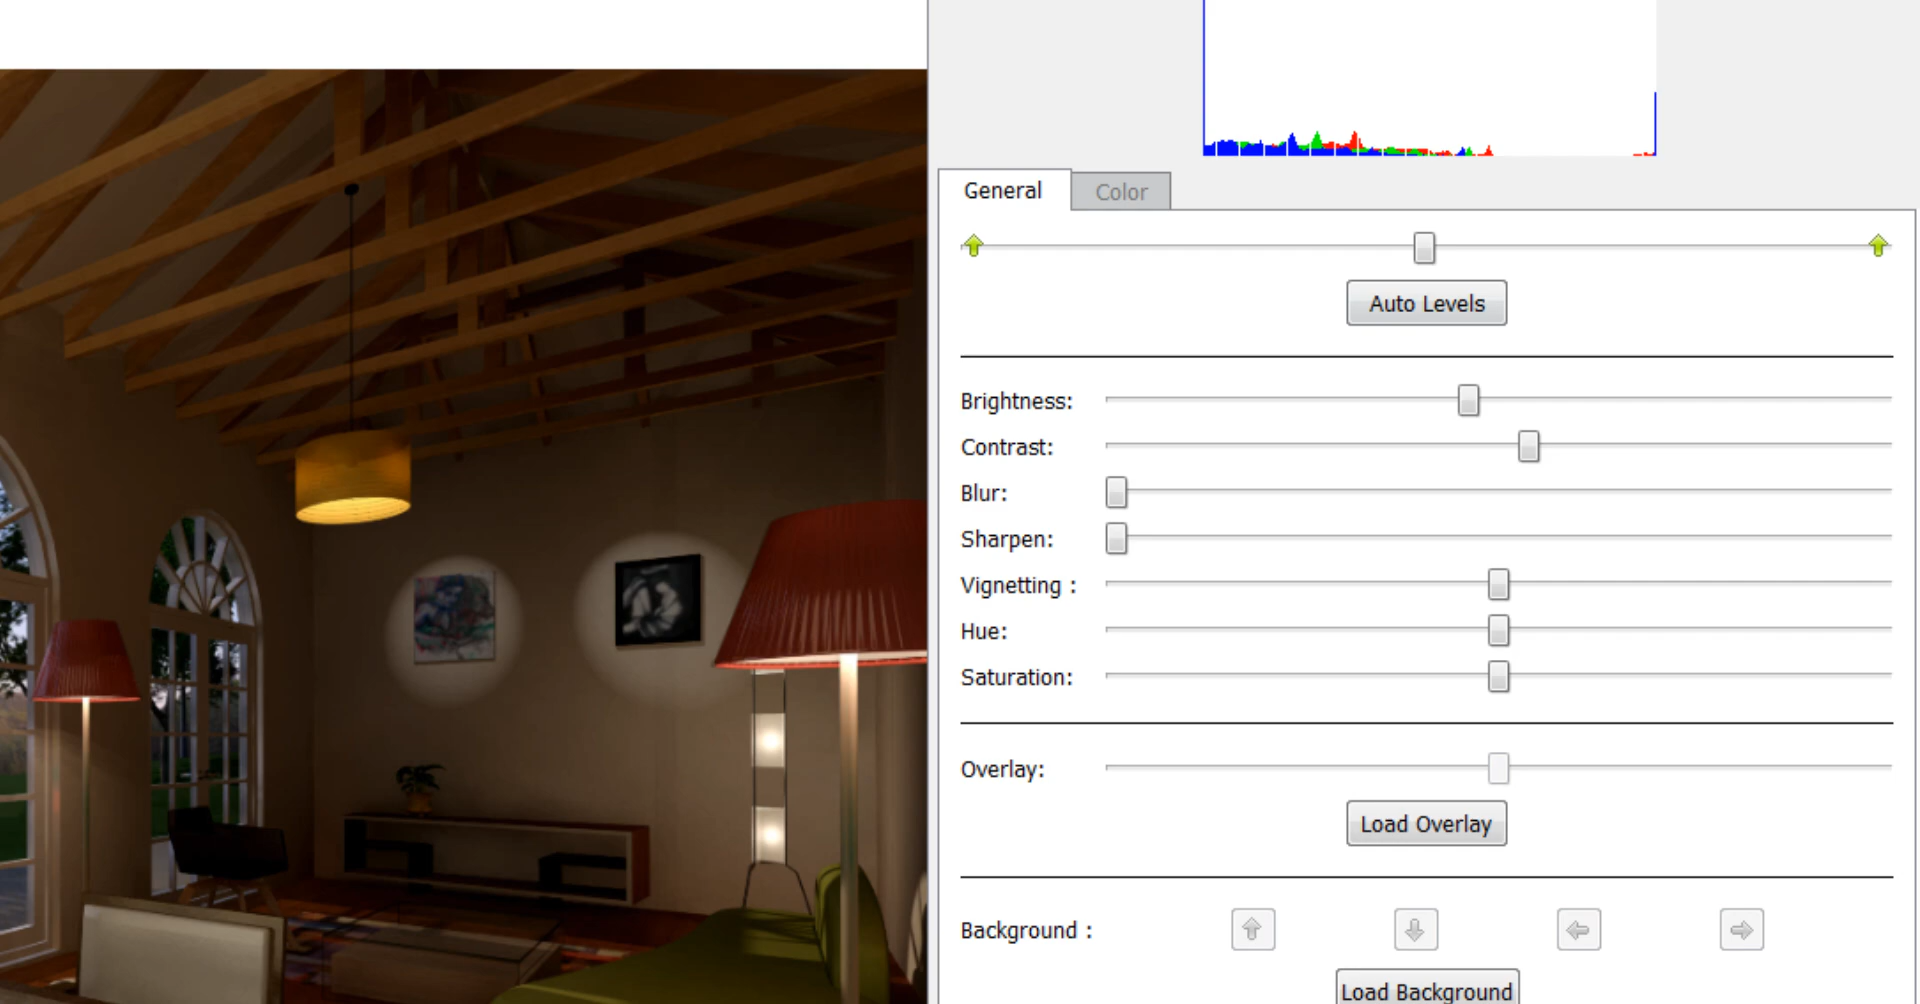 General
Color
Auto Levels
Brightness:
Contrast:
Blur:
Sharpen:
Vignetting :
Hue:
Saturation:
Overlay:
Load Overlay
Background :
Load Background